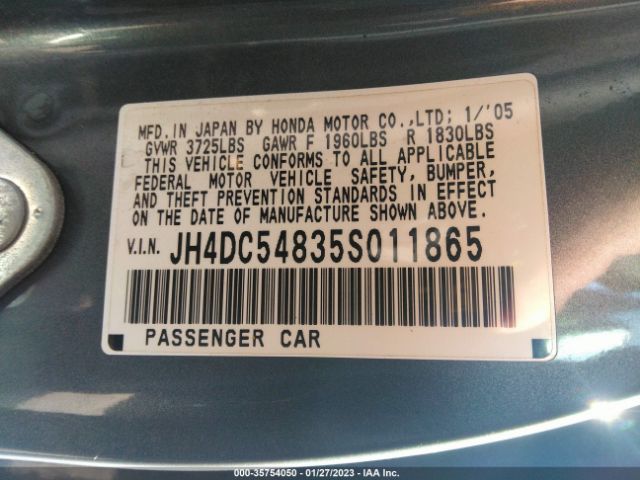 MFD. IN JAPAN BY HONDA MOTOR CO.,LTD; 1/'05
GVWR 3725LBS GAWR F 1960LBS R 1830LBS
THIS VEHICLE CONFORMS TO ALL APPLICABLE
FEDERAL MOTOR VEHICLE SAFETY, BUMPER,
AND THEFT PREVENTION STANDARDS IN EFFECT
ON THE DATE OF MANUFACTURE SHOWN ABOVE.
V.I.N. JH4DC54835S011865
PASSENGER CAR
000-35754050 - 01/27/2023 - IAA Inc.